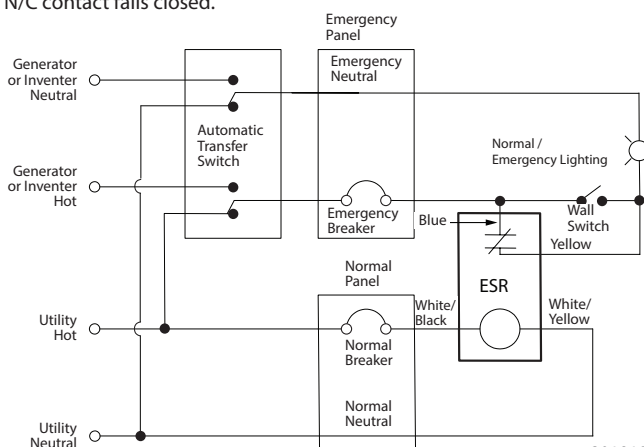 N/C contact fails closed.
Emergency
Panel
Generator
or Inventer
Neutral
Emergency
Neutral
Automatic
Transfer
Switch
Normal /
Emergency Lighting
Generator
or Inventer
Hot
Emergency
Breaker
Blue
Wall
Switch
Yellow
Normal
Panel
ESR
White/
Black
White/
Yellow
Utility
Hot
Normal
Breaker
Normal
Neutral
Utility
Neutral